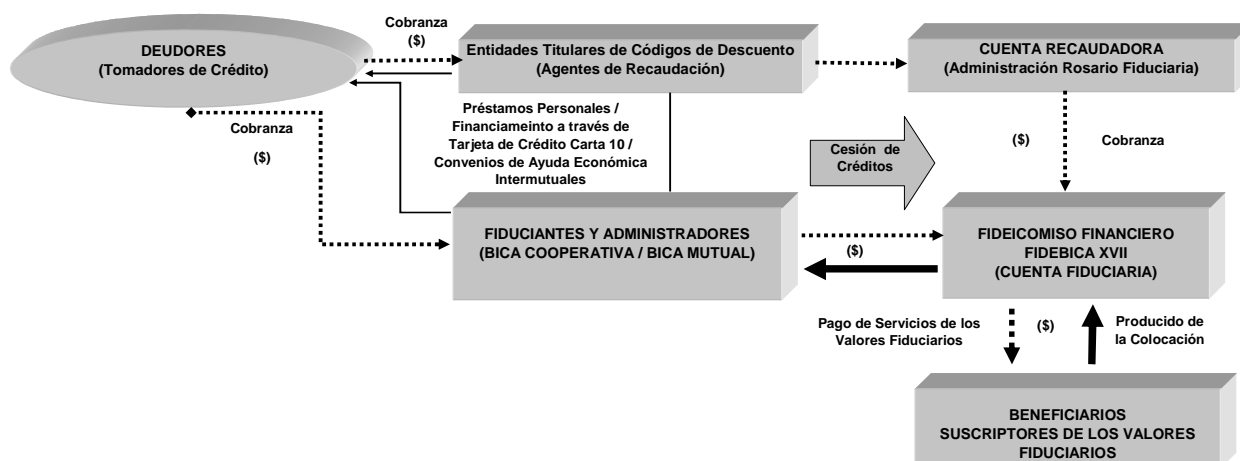 DEUDORES
(Tomadores de Crédito)
Cobranza
($)
Entidades Titulares de Códigos de Descuento
(Agentes de Recaudación)
CUENTA RECAUDADORA
(Administración Rosario Fiduciaria)
Cobranza
($)
Préstamos Personales /
Financiameinto a través de
Tarjeta de Crédito Carta 10 /
Convenios de Ayuda Económica
Intermutuales
Cesión de
Créditos
($)
Cobranza
FIDUCIANTES Y ADMINISTRADORES
(BICA COOPERATIVA / BICA MUTUAL)
($)
FIDEICOMISO FINANCIERO
FIDEBICA XVII
(CUENTA FIDUCIARIA)
Pago de Servicios de los
Valores Fiduciarios
($)
Producido de
la Colocación
BENEFICIARIOS
SUSCRIPTORES DE LOS VALORES
FIDUCIARIOS